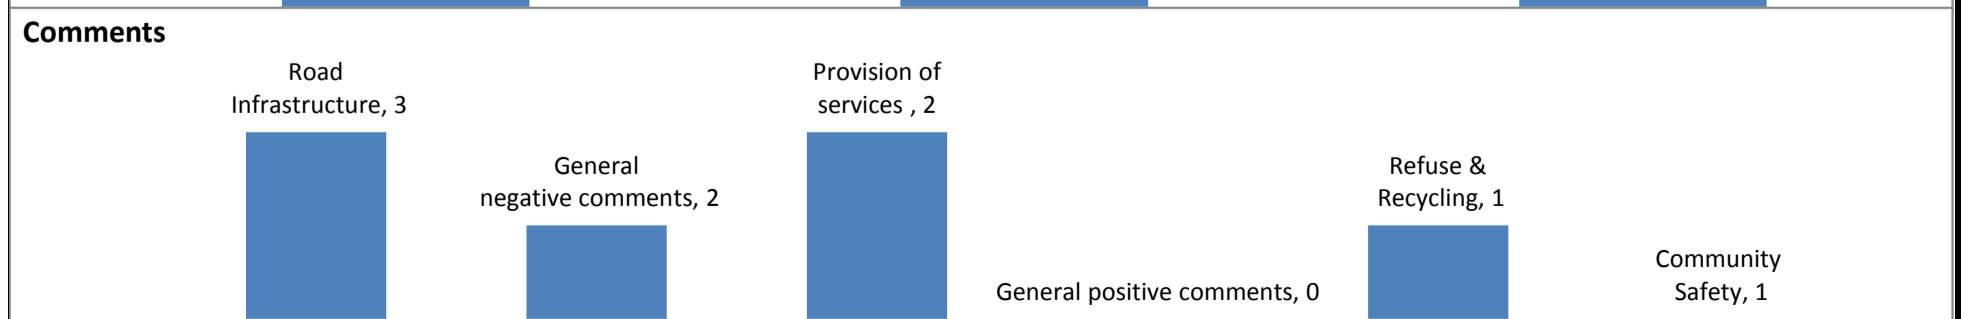 Comments
Road
Infrastructure, 3
General
negative comments, 2
Provision of
services , 2
General positive comments, 0
Refuse &
Recycling, 1
Community
Safety, 1